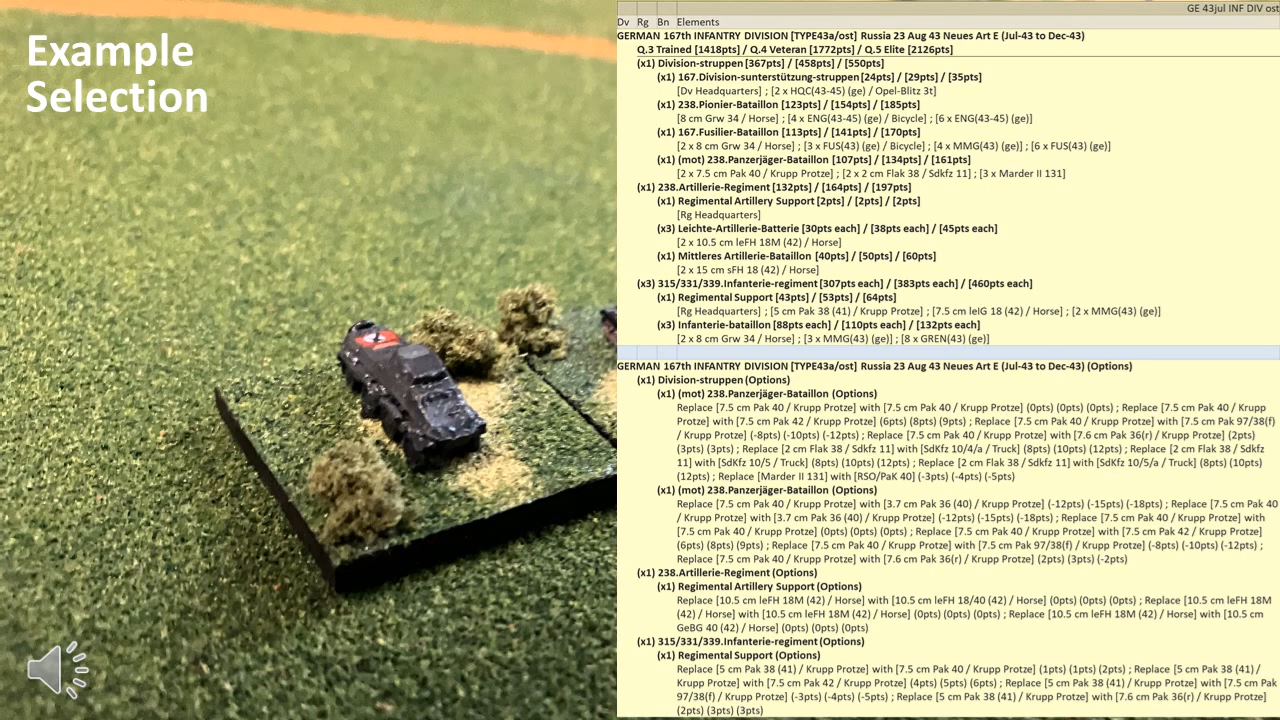 Example
Selection
GE 43jul INF DIV ost
Dv Rg Bn Elements
GERMAN 167th INFANTRY DIVISION [TYPE43a/ost] Russia 23 Aug 43 Neues Art E (Jul-43 to Dec-43)
Q.3 Trained [1418pts] / Q.4 Veteran [1772pts] / Q.5 Elite [2126pts]
(x1) Division-struppen [367pts] / [458pts] / [550pts]
(x1) 167.Division-sunterstützung-struppen [24pts] / [29pts] / [35pts]
[Dv Headquarters] ; [2 x HQC(43-45) (ge) / Opel-Blitz 3t]
(x1) 238.Pionier-Bataillon [123pts] / [154pts] / [185pts]
[8 cm Grw 34 / Horse] ; [4 x ENG(43-45) (ge) / Bicycle] ; [6 x ENG(43-45) (ge)]
(x1) 167.Fusilier-Bataillon [113pts] / [141pts] / [170pts]
[2 x 8 cm Grw 34 / Horse] ; [3 x FUS(43) (ge) / Bicycle] ; [4 x MMG(43) (ge)] ; [6 x FUS(43) (ge)]
(x1) (mot) 238.Panzerjäger-Bataillon [107pts] / [134pts] / [161pts]
[2 x 7.5 cm Pak 40 / Krupp Protze] ; [2 x 2 cm Flak 38 / Sdkfz 11] ; [3 x Marder II 131]
(x1) 238.Artillerie-Regiment [132pts] / [164pts] / [197pts]
(x1) Regimental Artillery Support [2pts] / [2pts] / [2pts]
[Rg Headquarters]
(x3) Leichte-Artillerie-Batterie [30pts each] / [38pts each] / [45pts each]
[2 x 10.5 cm leFH 18M (42) / Horse]
(x1) Mittleres Artillerie-Bataillon [40pts] / [50pts] / [60pts]
[2 x 15 cm sFH 18 (42) / Horse]
(x3) 315/331/339.Infanterie-regiment [307pts each] / [383pts each] / [460pts each]
(x1) Regimental Support [43pts] / [53pts] / [64pts]
[Rg Headquarters] ; [5 cm Pak 38 (41) / Krupp Protze] ; [7.5 cm leIG 18 (42) / Horse] ; [2 x MMG(43) (ge)]
(x3) Infanterie-bataillon [88pts each] / [110pts each] / [132pts each]
[2 x 8 cm Grw 34 / Horse] ; [3 x MMG(43) (ge)] ; [8 x GREN(43) (ge)]
GERMAN 167th INFANTRY DIVISION [TYPE43a/ost] Russia 23 Aug 43 Neues Art E (Jul-43 to Dec-43) (Options)
(x1) Division-struppen (Options)
(x1) (mot) 238.Panzerjäger-Bataillon (Options)
Replace [7.5 cm Pak 40 / Krupp Protze] with [7.5 cm Pak 40 / Krupp Protze] (0pts) (0pts) (0pts) ; Replace [7.5 cm Pak 40 / Krupp
Protze] with [7.5 cm Pak 42 / Krupp Protze] (6pts) (8pts) (9pts) ; Replace [7.5 cm Pak 40 / Krupp Protze] with [7.5 cm Pak 97/38(f)
/ Krupp Protze] (-8pts) (-10pts) (-12pts) ; Replace [7.5 cm Pak 40 / Krupp Protze] with [7.6 cm Pak 36(r) / Krupp Protze] (2pts)
(3pts) (3pts) ; Replace [2 cm Flak 38 / Sdkfz 11] with [SdKfz 10/4/a / Truck] (8pts) (10pts) (12pts) ; Replace [2 cm Flak 38 / Sdkfz
11] with [SdKfz 10/5 / Truck] (8pts) (10pts) (12pts) ; Replace [2 cm Flak 38 / Sdkfz 11] with [SdKfz 10/5/a / Truck] (8pts) (10pts)
(12pts) ; Replace [Marder II 131] with [RSO/PaK 40] (-3pts) (-4pts) (-5pts)
(x1) (mot) 238.Panzerjäger-Bataillon (Options)
Replace [7.5 cm Pak 40 / Krupp Protze] with [3.7 cm Pak 36 (40) / Krupp Protze] (-12pts) (-15pts) (-18pts) ; Replace [7.5 cm Pak 40
/ Krupp Protze] with [3.7 cm Pak 36 (40) / Krupp Protze] (-12pts) (-15pts) (-18pts) ; Replace [7.5 cm Pak 40 / Krupp Protze] with
[7.5 cm Pak 40 / Krupp Protze] (0pts) (0pts) (0pts) ; Replace [7.5 cm Pak 40 / Krupp Protze] with [7.5 cm Pak 42 / Krupp Protze]
(6pts) (8pts) (9pts) ; Replace [7.5 cm Pak 40 / Krupp Protze] with [7.5 cm Pak 97/38(f) / Krupp Protze] (-8pts) (-10pts) (-12pts) ;
Replace [7.5 cm Pak 40 / Krupp Protze] with [7.6 cm Pak 36(r) / Krupp Protze] (2pts) (3pts) (-2pts)
(x1) 238.Artillerie-Regiment (Options)
(x1) Regimental Artillery Support (Options)
Replace [10.5 cm leFH 18M (42) / Horse] with [10.5 cm leFH 18/40 (42) / Horse] (0pts) (0pts) (0pts) ; Replace [10.5 cm leFH 18M
(42) / Horse] with [10.5 cm leFH 18M (42) / Horse] (0pts) (0pts) (0pts) ; Replace [10.5 cm leFH 18M (42) / Horse] with [10.5 cm
GeBG 40 (42) / Horse] (0pts) (0pts) (0pts)
(x1) 315/331/339.Infanterie-regiment (Options)
(x1) Regimental Support (Options)
Replace [5 cm Pak 38 (41) / Krupp Protze] with [7.5 cm Pak 40 / Krupp Protze] (1pts) (1pts) (2pts) ; Replace [5 cm Pak 38 (41) /
Krupp Protze] with [7.5 cm Pak 42 / Krupp Protze] (4pts) (5pts) (6pts) ; Replace [5 cm Pak 38 (41) / Krupp Protze] with [7.5 cm Pak
97/38(f) / Krupp Protze] (-3pts) (-4pts) (-5pts) ; Replace [5 cm Pak 38 (41) / Krupp Protze] with [7.6 cm Pak 36(r) / Krupp Protze]
(2pts) (3pts) (3pts)